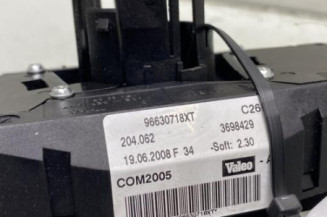 96630718XT C26
204.062 3698429
19.06.2008 F 34 -Soft: 2.30
COM2005 Valeo - A